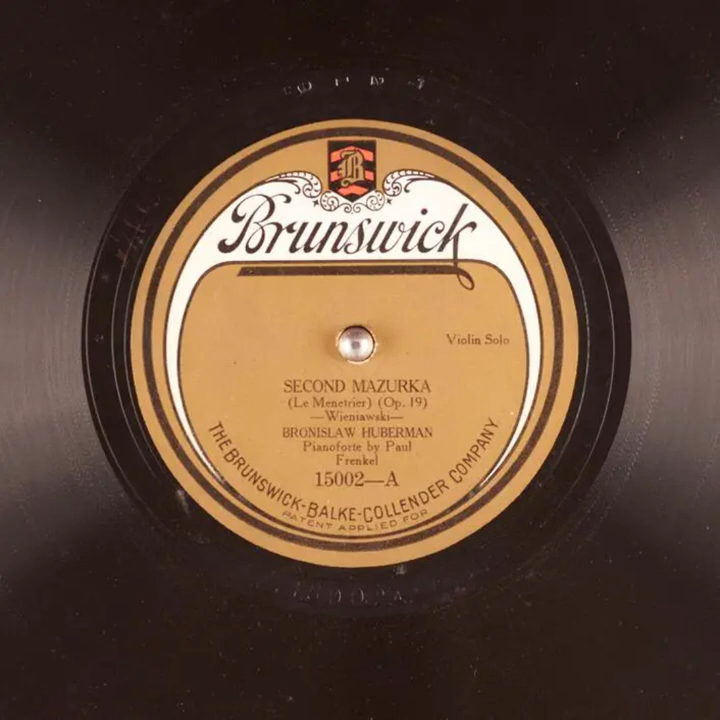 B
Brunswick
Violin Solo
SECOND MAZURKA
(Le Menetrier) (Op. 19)
—Wieniawski—
BRONISLAW HUBERMAN
Pianoforte by Paul
Frenkel
15002—A
THE BRUNSWICK-BALKE-COLLENDER COMPANY
PATENT APPLIED FOR